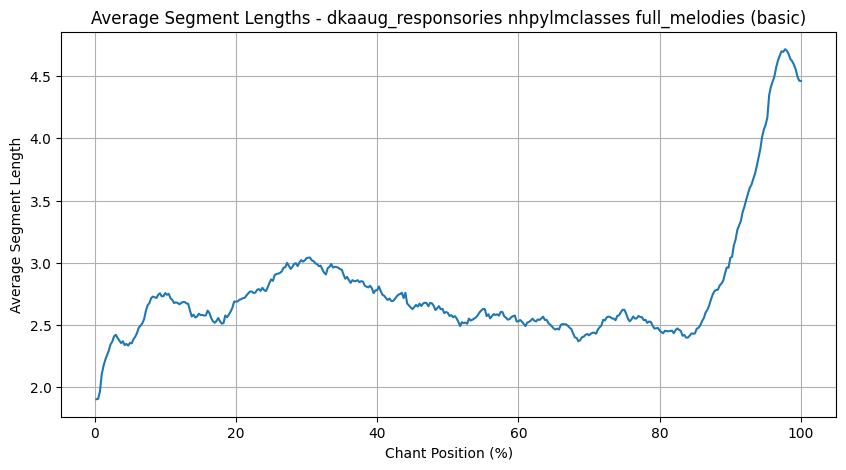 Average Segment Lengths - dkaaug_responsories nhpylmclasses full_melodies (basic)
Average Segment Length
4.5
4.0
3.5
3.0
2.5
2.0
0 20 40 60 80 100
Chant Position (%)